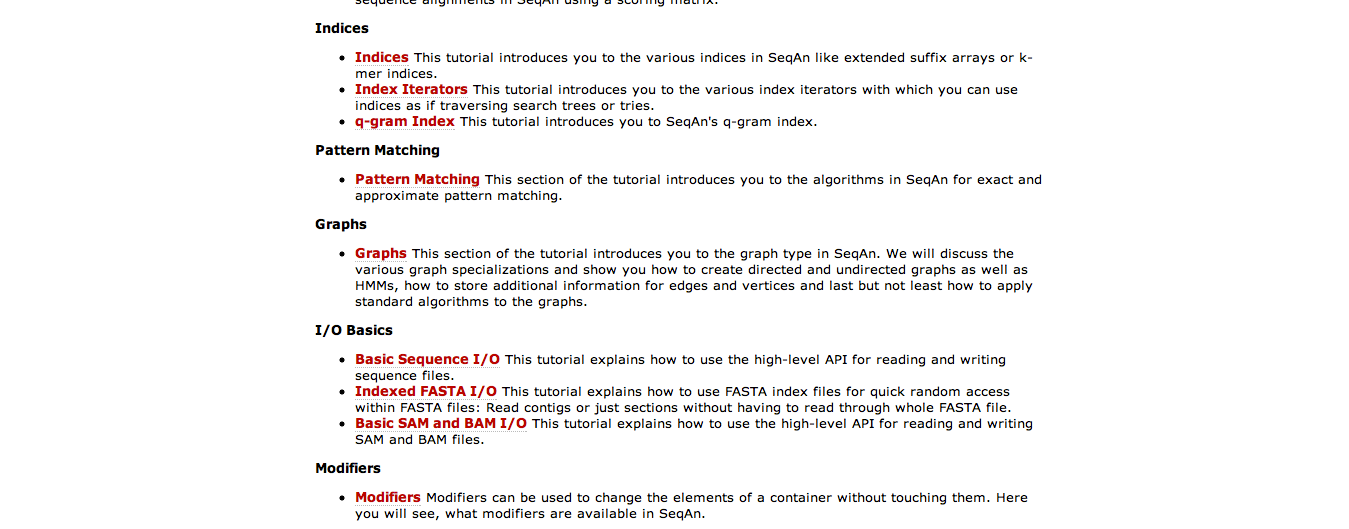 sequence alignments in SeqAn using a scoring matrix.
Indices
• Indices This tutorial introduces you to the various indices in SeqAn like extended suffix arrays or k-
mer indices.
• Index Iterators This tutorial introduces you to the various index iterators with which you can use
indices as if traversing search trees or tries.
• q-gram Index This tutorial introduces you to SeqAn's q-gram index.
Pattern Matching
• Pattern Matching This section of the tutorial introduces you to the algorithms in SeqAn for exact and
approximate pattern matching.
Graphs
• Graphs This section of the tutorial introduces you to the graph type in SeqAn. We will discuss the
various graph specializations and show you how to create directed and undirected graphs as well as
HMMs, how to store additional information for edges and vertices and last but not least how to apply
standard algorithms to the graphs.
I/O Basics
• Basic Sequence I/O This tutorial explains how to use the high-level API for reading and writing
sequence files.
• Indexed FASTA I/O This tutorial explains how to use FASTA index files for quick random access
within FASTA files: Read contigs or just sections without having to read through whole FASTA file.
• Basic SAM and BAM I/O This tutorial explains how to use the high-level API for reading and writing
SAM and BAM files.
Modifiers
• Modifiers Modifiers can be used to change the elements of a container without touching them. Here
you will see, what modifiers are available in SeqAn.